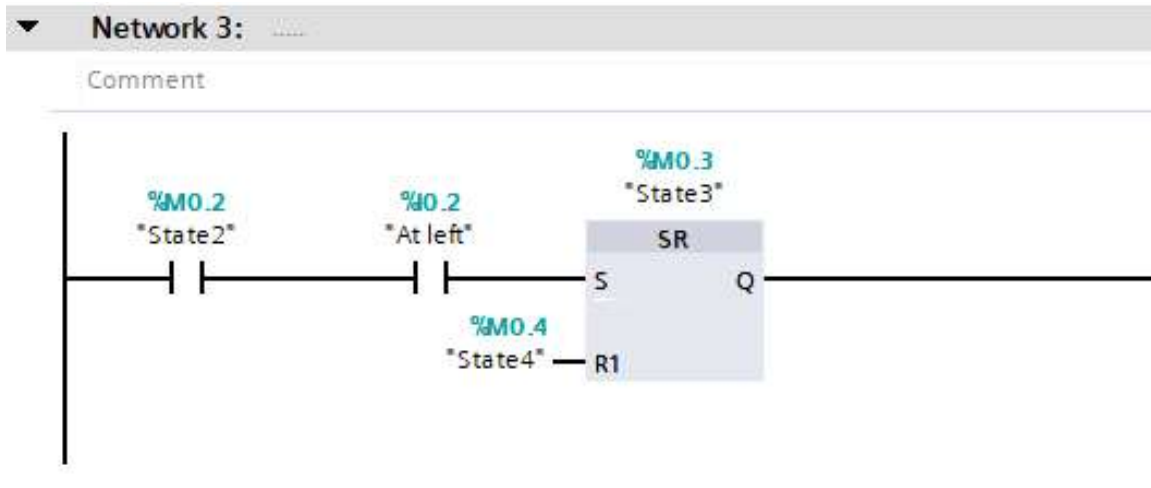 Network 3: .....
Comment
%M0.3
"State3"
%M0.2
"State2"
%I0.2
"At left"
SR
S
Q
%M0.4
"State4"
R1